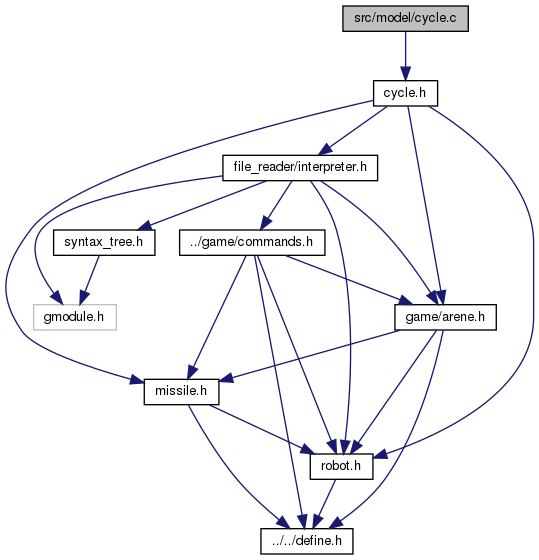 src/model/cycle.c
cycle.h
file_reader/interpreter.h
syntax_tree.h
../game/commands.h
gmodule.h
game/arene.h
missile.h
robot.h
../../define.h